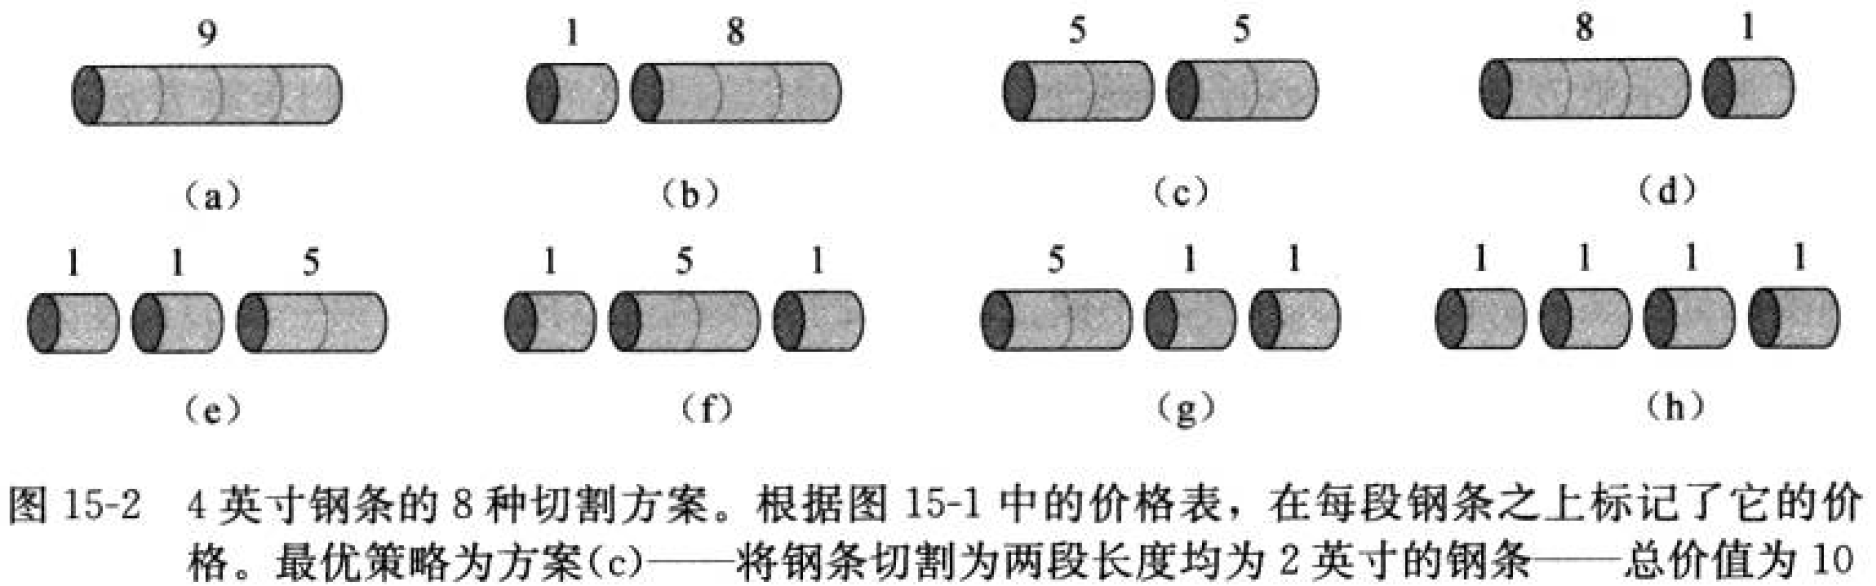 9 1 8 5 5 8 1
(a) (b) (c) (d)
1 1 5 1 5 1 5 1 1 1 1 1 1
(e) (f) (g) (h)
图 15-2 4 英寸钢条的 8 种切割方案。根据图 15-1 中的价格表，在每段钢条之上标记了它的价
格。最优策略为方案(c)——将钢条切割为两段长度均为 2 英寸的钢条——总价值为 10